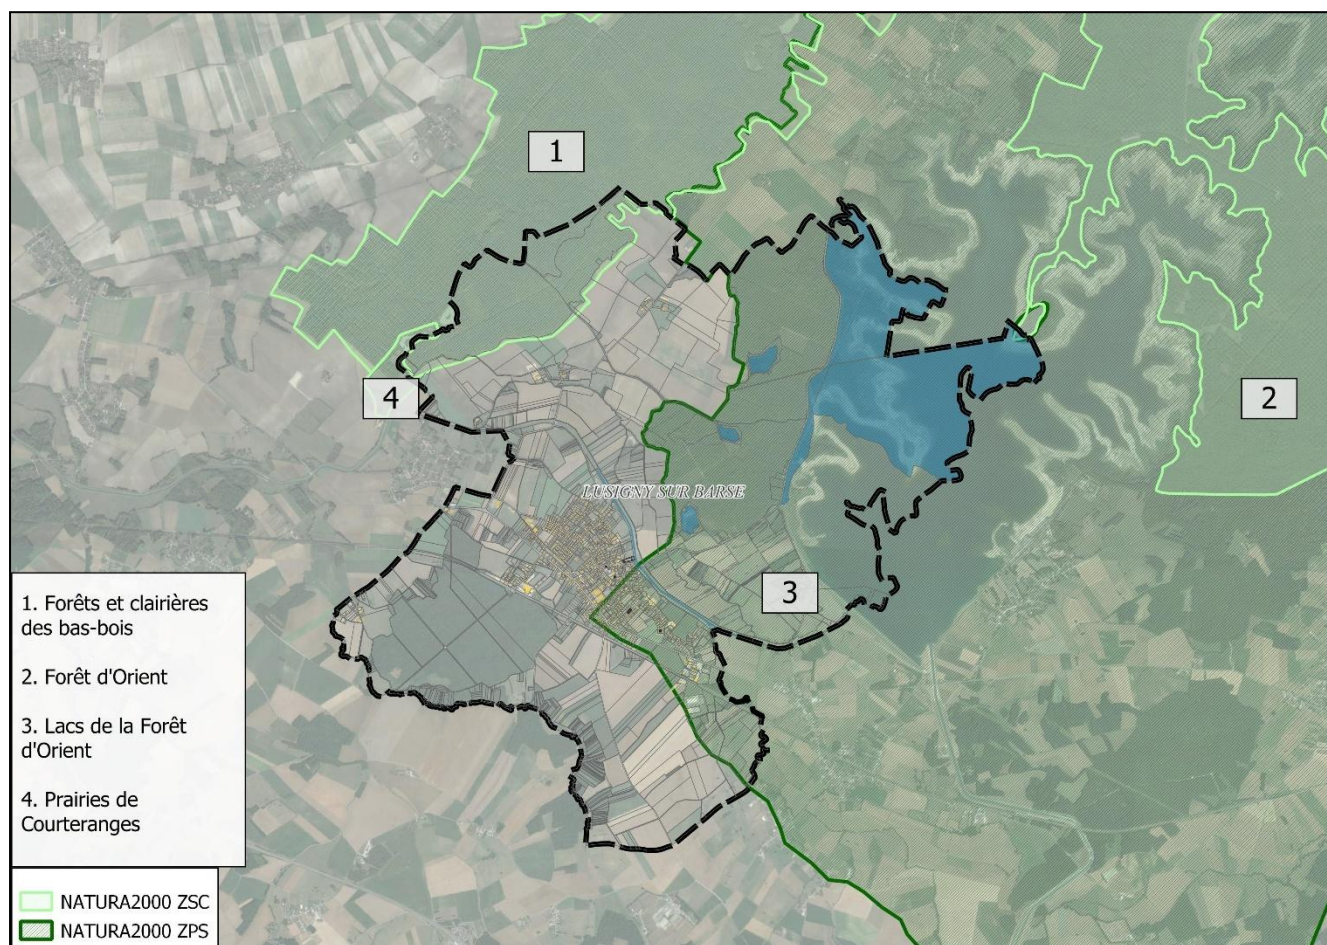 1
2
4
LUSIGNY SUR BARSE
3
1. Forêts et clairières
des bas-bois
2. Forêt d'Orient
3. Lacs de la Forêt
d'Orient
4. Prairies de
Courteranges
NATURA2000 ZSC
NATURA2000 ZPS